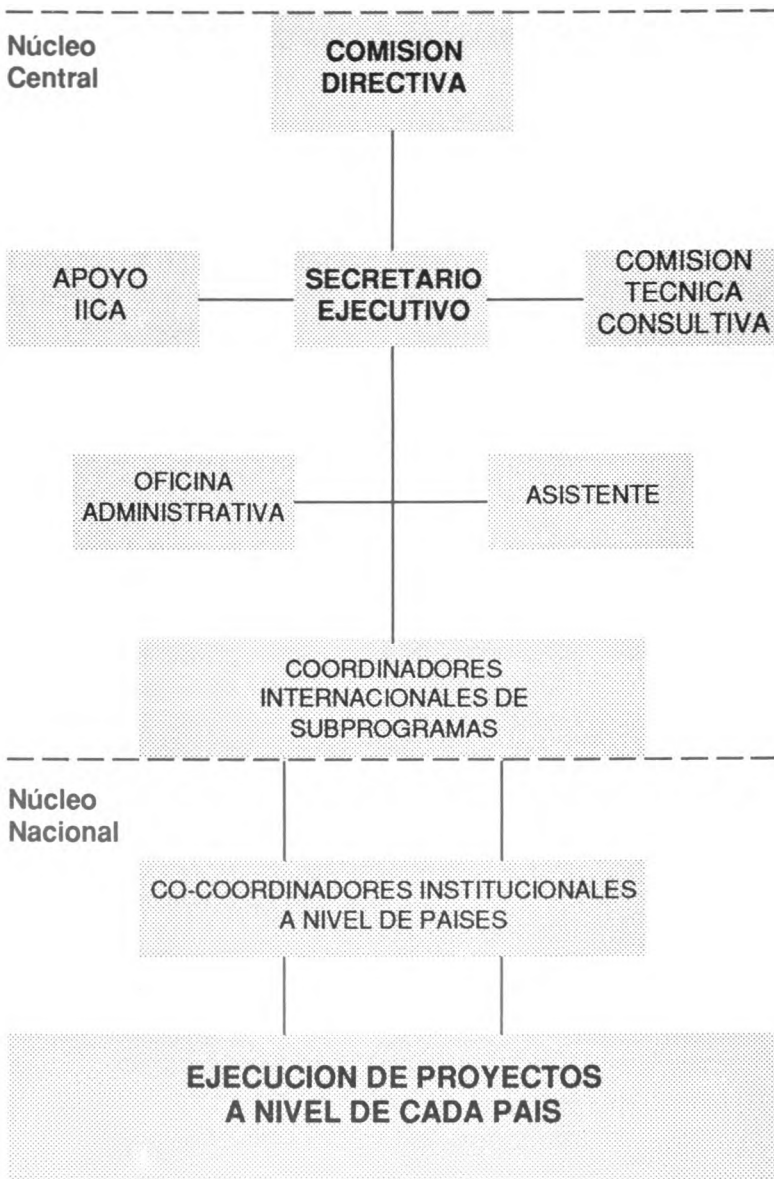 Núcleo
Central
COMISION
DIRECTIVA
APOYO
IICA
SECRETARIO
EJECUTIVO
COMISION
TECNICA
CONSULTIVA
OFICINA
ADMINISTRATIVA
ASISTENTE
COORDINADORES
INTERNACIONALES DE
SUBPROGRAMAS
Núcleo
Nacional
CO-COORDINADORES INSTITUCIONALES
A NIVEL DE PAISES
EJECUCION DE PROYECTOS
A NIVEL DE CADA PAIS